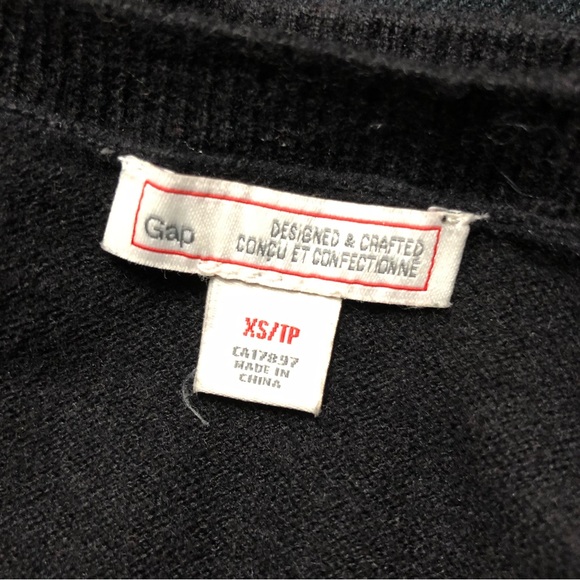 Gap
DESIGNED & CRAFTED
CONÇU ET CONFECTIONNÉ
XS/TP
CA17897
MADE IN
CHINA